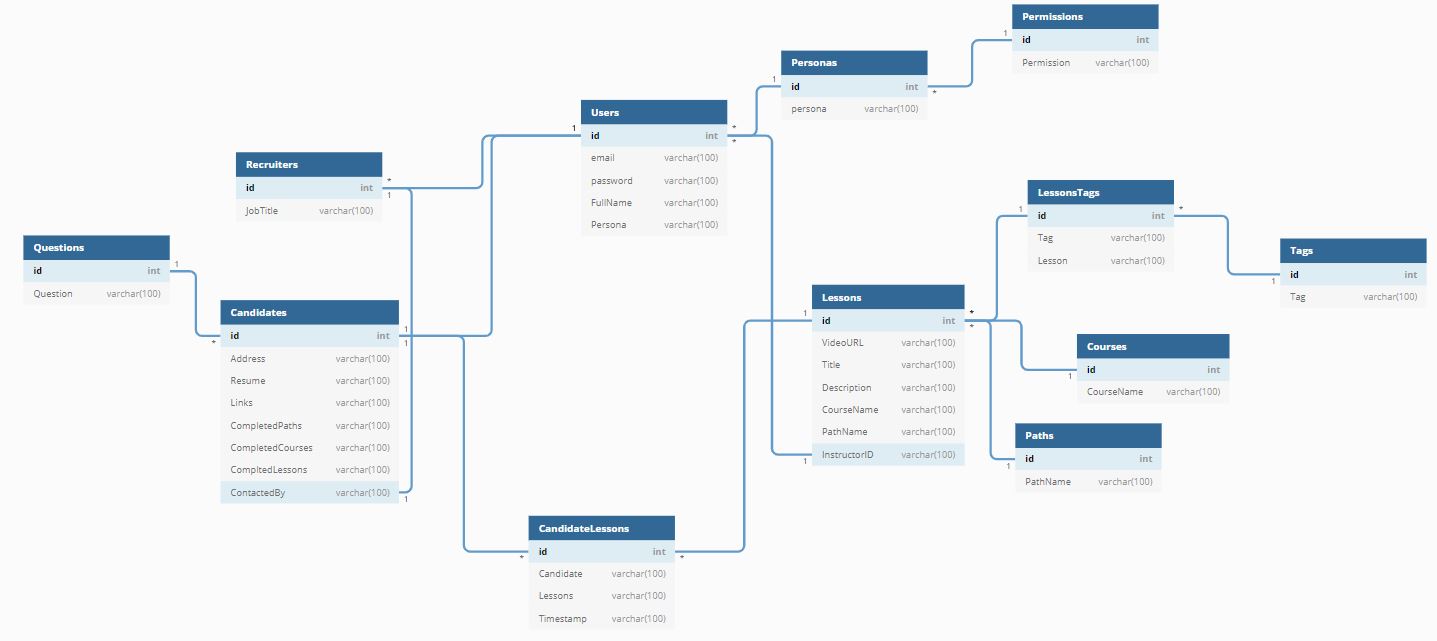 Permissions
id int
Permission varchar(100)
Personas
id int
persona varchar(100)
Users
id int
email varchar(100)
password varchar(100)
FullName varchar(100)
Persona varchar(100)
Recruiters
id int
JobTitle varchar(100)
Questions
id int
Question varchar(100)
Candidates
id int
Address varchar(100)
Resume varchar(100)
Links varchar(100)
CompletedPaths varchar(100)
CompletedCourses varchar(100)
CompltedLessons varchar(100)
ContactedBy varchar(100)
CandidateLessons
id int
Candidate varchar(100)
Lessons varchar(100)
Timestamp varchar(100)
Lessons
id int
VideoURL varchar(100)
Title varchar(100)
Description varchar(100)
CourseName varchar(100)
PathName varchar(100)
InstructorID varchar(100)
LessonsTags
id int
Tag varchar(100)
Lesson varchar(100)
Tags
id int
Tag varchar(100)
Courses
id int
CourseName varchar(100)
Paths
id int
PathName varchar(100)
1
*
1
*
*
1
*
1
1
*
1
1
1
*
*
1
1
*
*
1
*
1
1
1